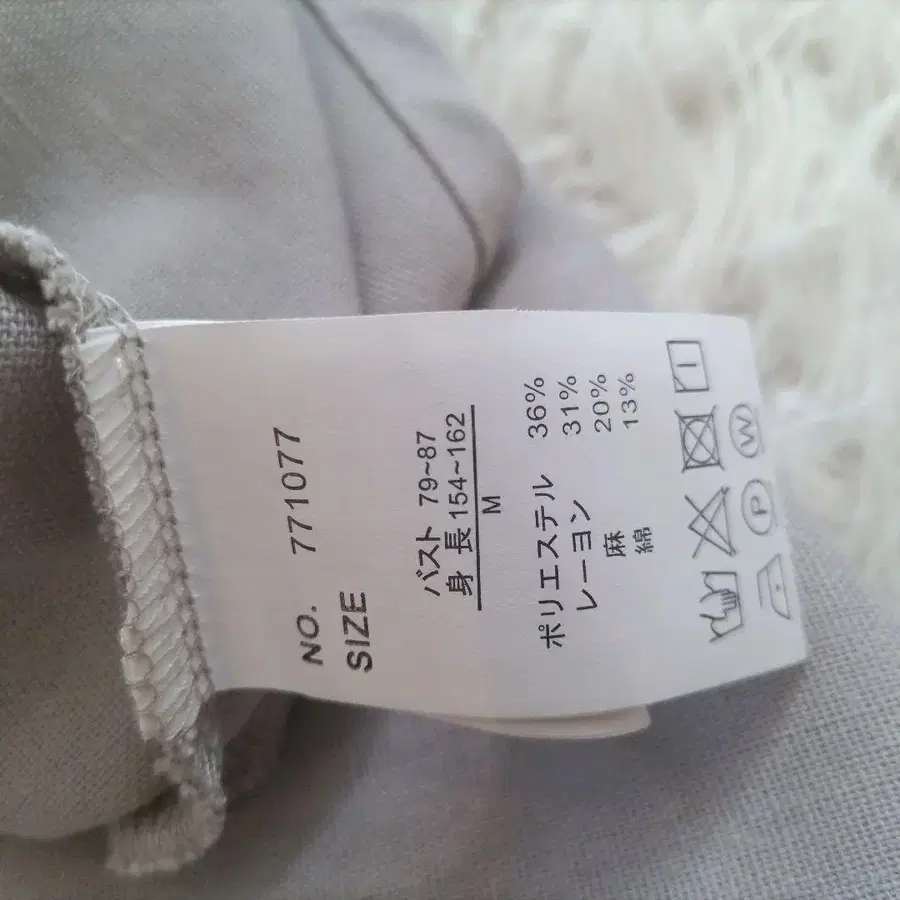 NO. 771077
SIZE
バスト 79~87
身 長 154~162
M
ポリエステル 36%
レーヨン 31%
麻 20%
綿 13%
P W